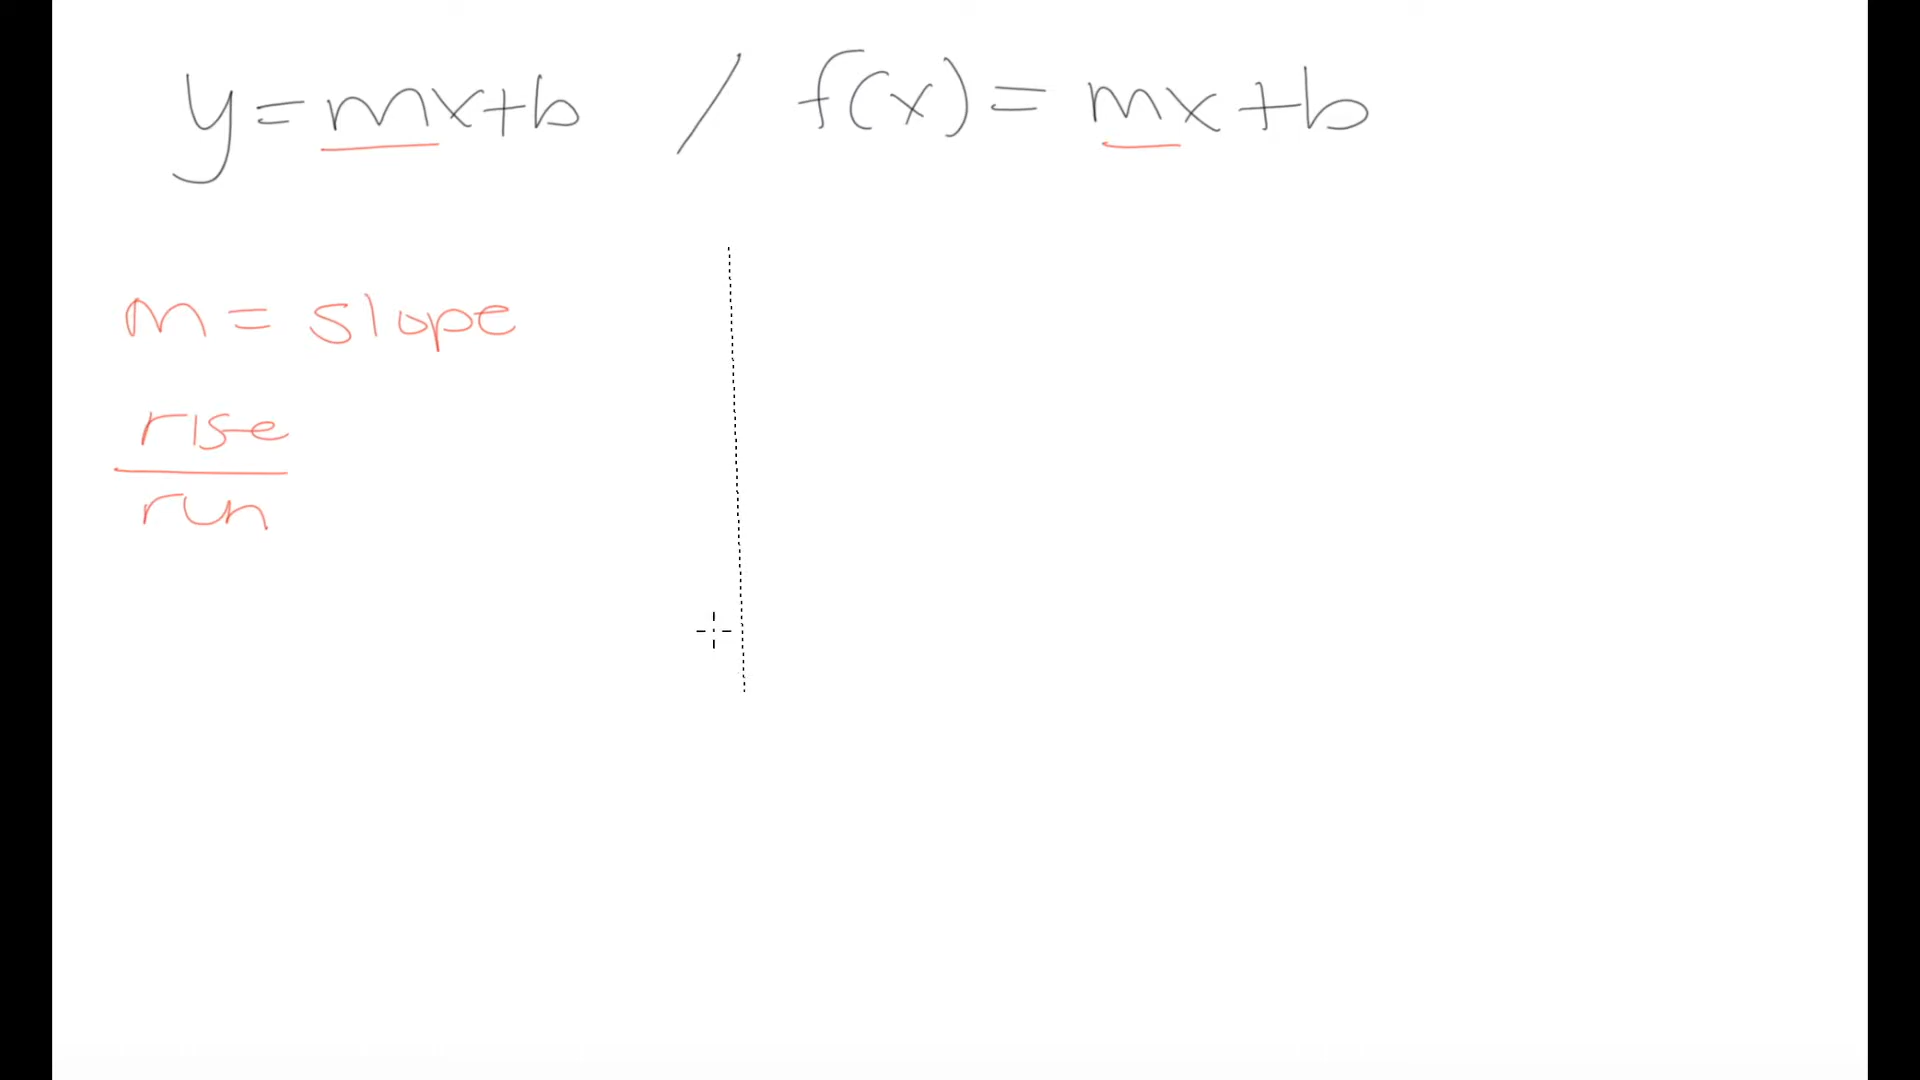 y=mx+b / f(x)=mx+b
m = slope
rise
run